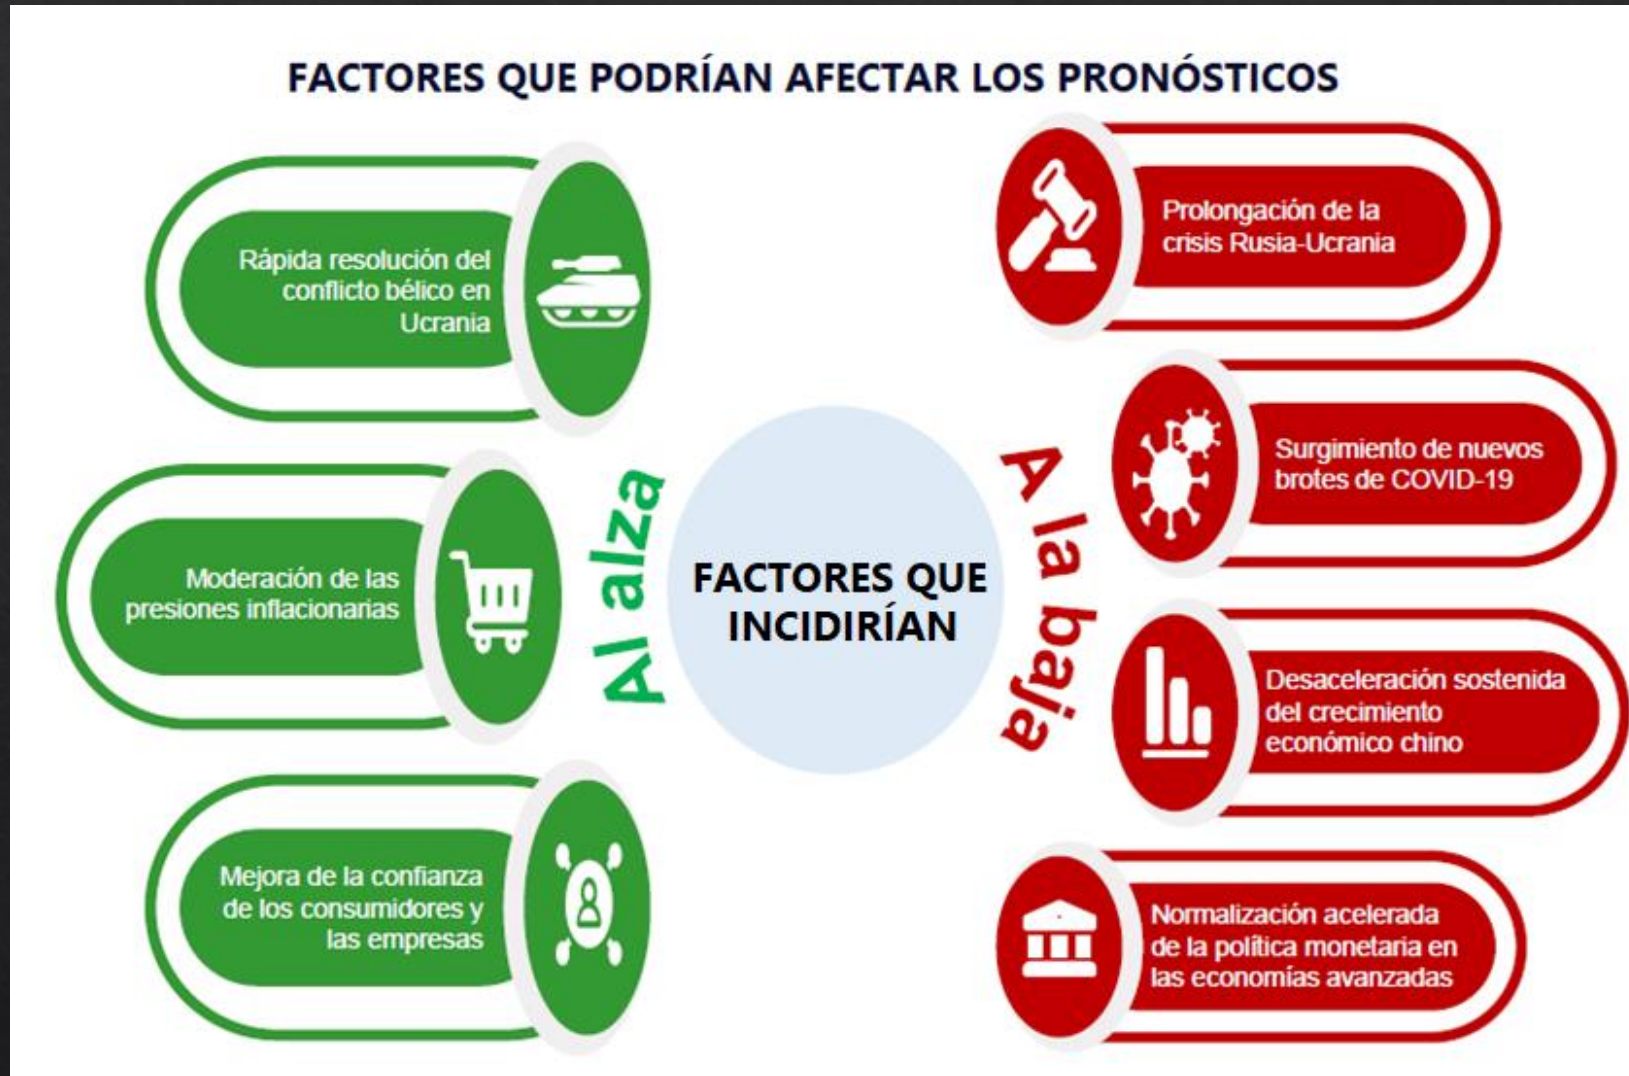 FACTORES QUE PODRÍAN AFECTAR LOS PRONÓSTICOS
Rápida resolución del
conflicto bélico en
Ucrania
Moderación de las
presiones inflacionarias
Mejora de la confianza
de los consumidores y
las empresas
Al alza
FACTORES QUE
INCIDIRÍAN
A la baja
Prolongación de la
crisis Rusia-Ucrania
Surgimiento de nuevos
brotes de COVID-19
Desaceleración sostenida
del crecimiento
económico chino
Normalización acelerada
de la política monetaria en
las economías avanzadas